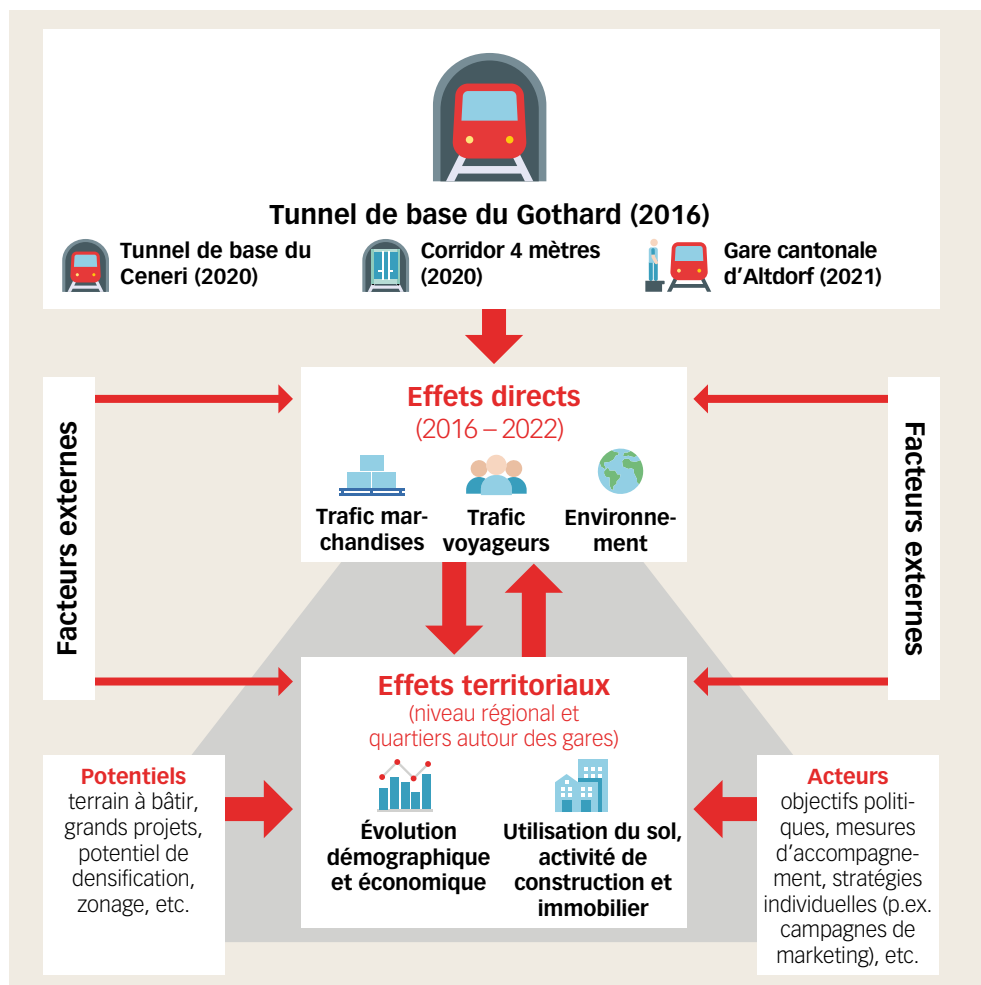 Tunnel de base du Gothard (2016)
Tunnel de base du
Ceneri (2020)
Corridor 4 mètres
(2020)
Gare cantonale
d'Altdorf (2021)
Facteurs externes
Effets directs
(2016 – 2022)
Trafic mar-
chandises
Trafic
voyageurs
Environne-
ment
Facteurs externes
Effets territoriaux
(niveau régional et
quartiers autour des gares)
Évolution
démographique
et économique
Utilisation du sol,
activité de
construction et
immobilier
Potentiels
terrain à bâtir,
grands projets,
potentiel de
densification,
zonage, etc.
Acteurs
objectifs politi-
ques, mesures
d'accompagne-
ment, stratégies
individuelles (p.ex.
campagnes de
marketing), etc.